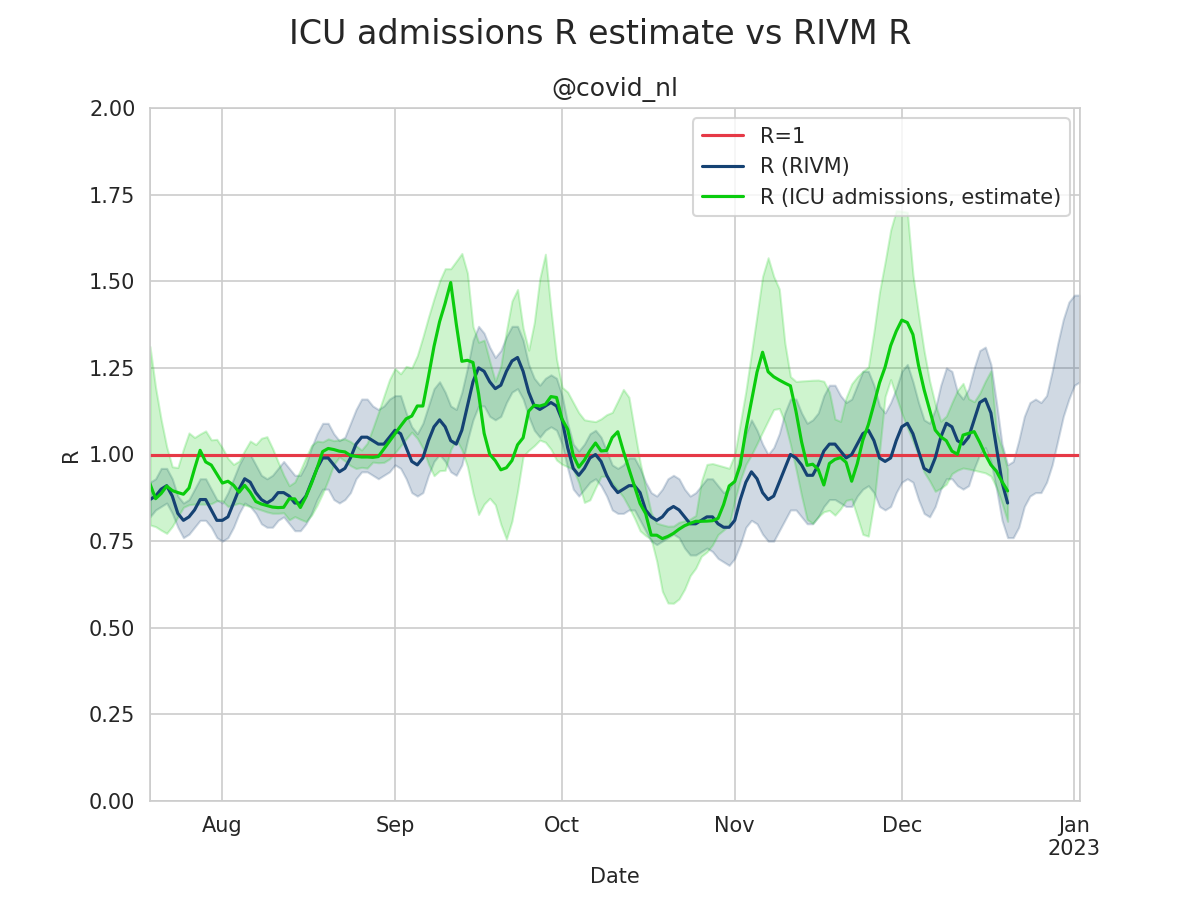 ICU admissions R estimate vs RIVM R
@covid_nl
2.00
1.75
1.50
1.25
1.00
0.75
0.50
0.25
0.00
R
R=1
R (RIVM)
R (ICU admissions, estimate)
Aug Sep Oct Nov Dec Jan
2023
Date